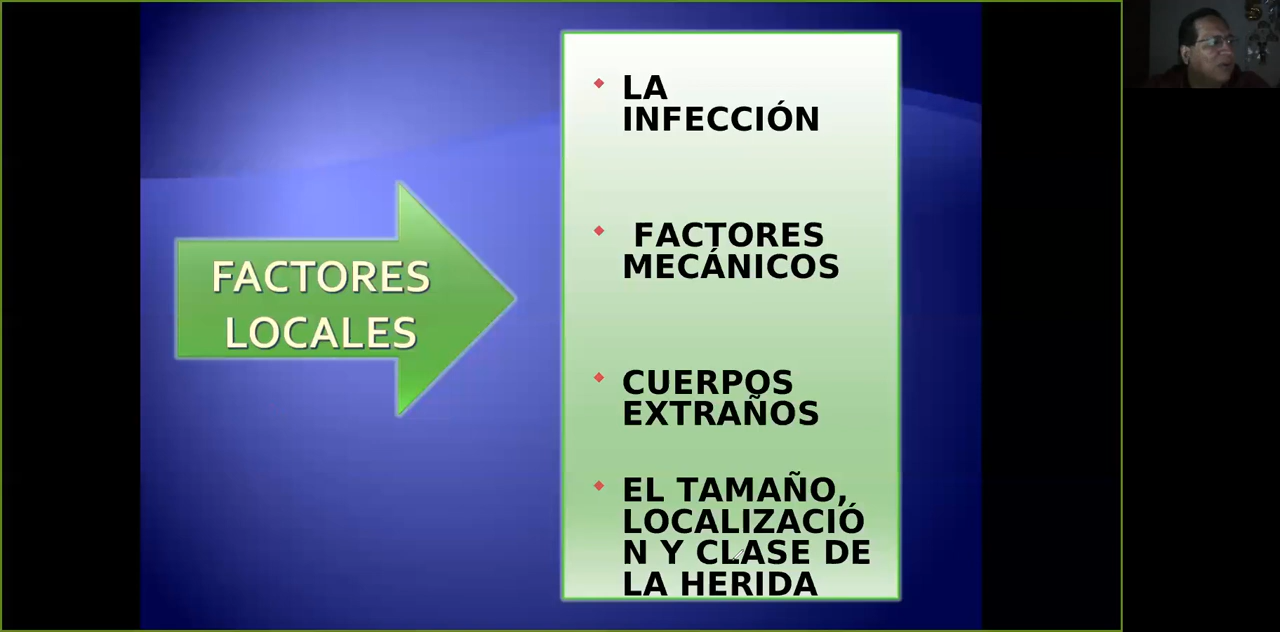 FACTORES
LOCALES
LA
INFECCIÓN
FACTORES
MECÁNICOS
CUERPOS
EXTRAÑOS
EL TAMAÑO,
LOCALIZACIÓ
N Y CLASE DE
LA HERIDA